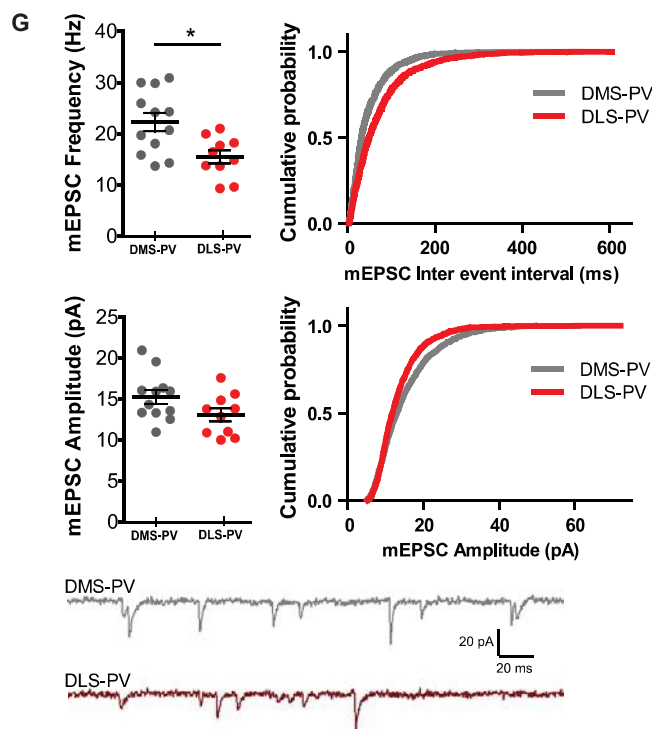 G
mEPSC Frequency (Hz)
40
30
20
10
0
*
DMS-PV DLS-PV
Cumulative probability
1.0
0.5
0.0
DMS-PV
DLS-PV
0 200 400 600
mEPSC Inter event interval (ms)
mEPSC Amplitude (pA)
25
20
15
10
5
0
DMS-PV DLS-PV
Cumulative probability
1.0
0.5
0.0
DMS-PV
DLS-PV
0 20 40 60
mEPSC Amplitude (pA)
DMS-PV
20 pA
20 ms
DLS-PV